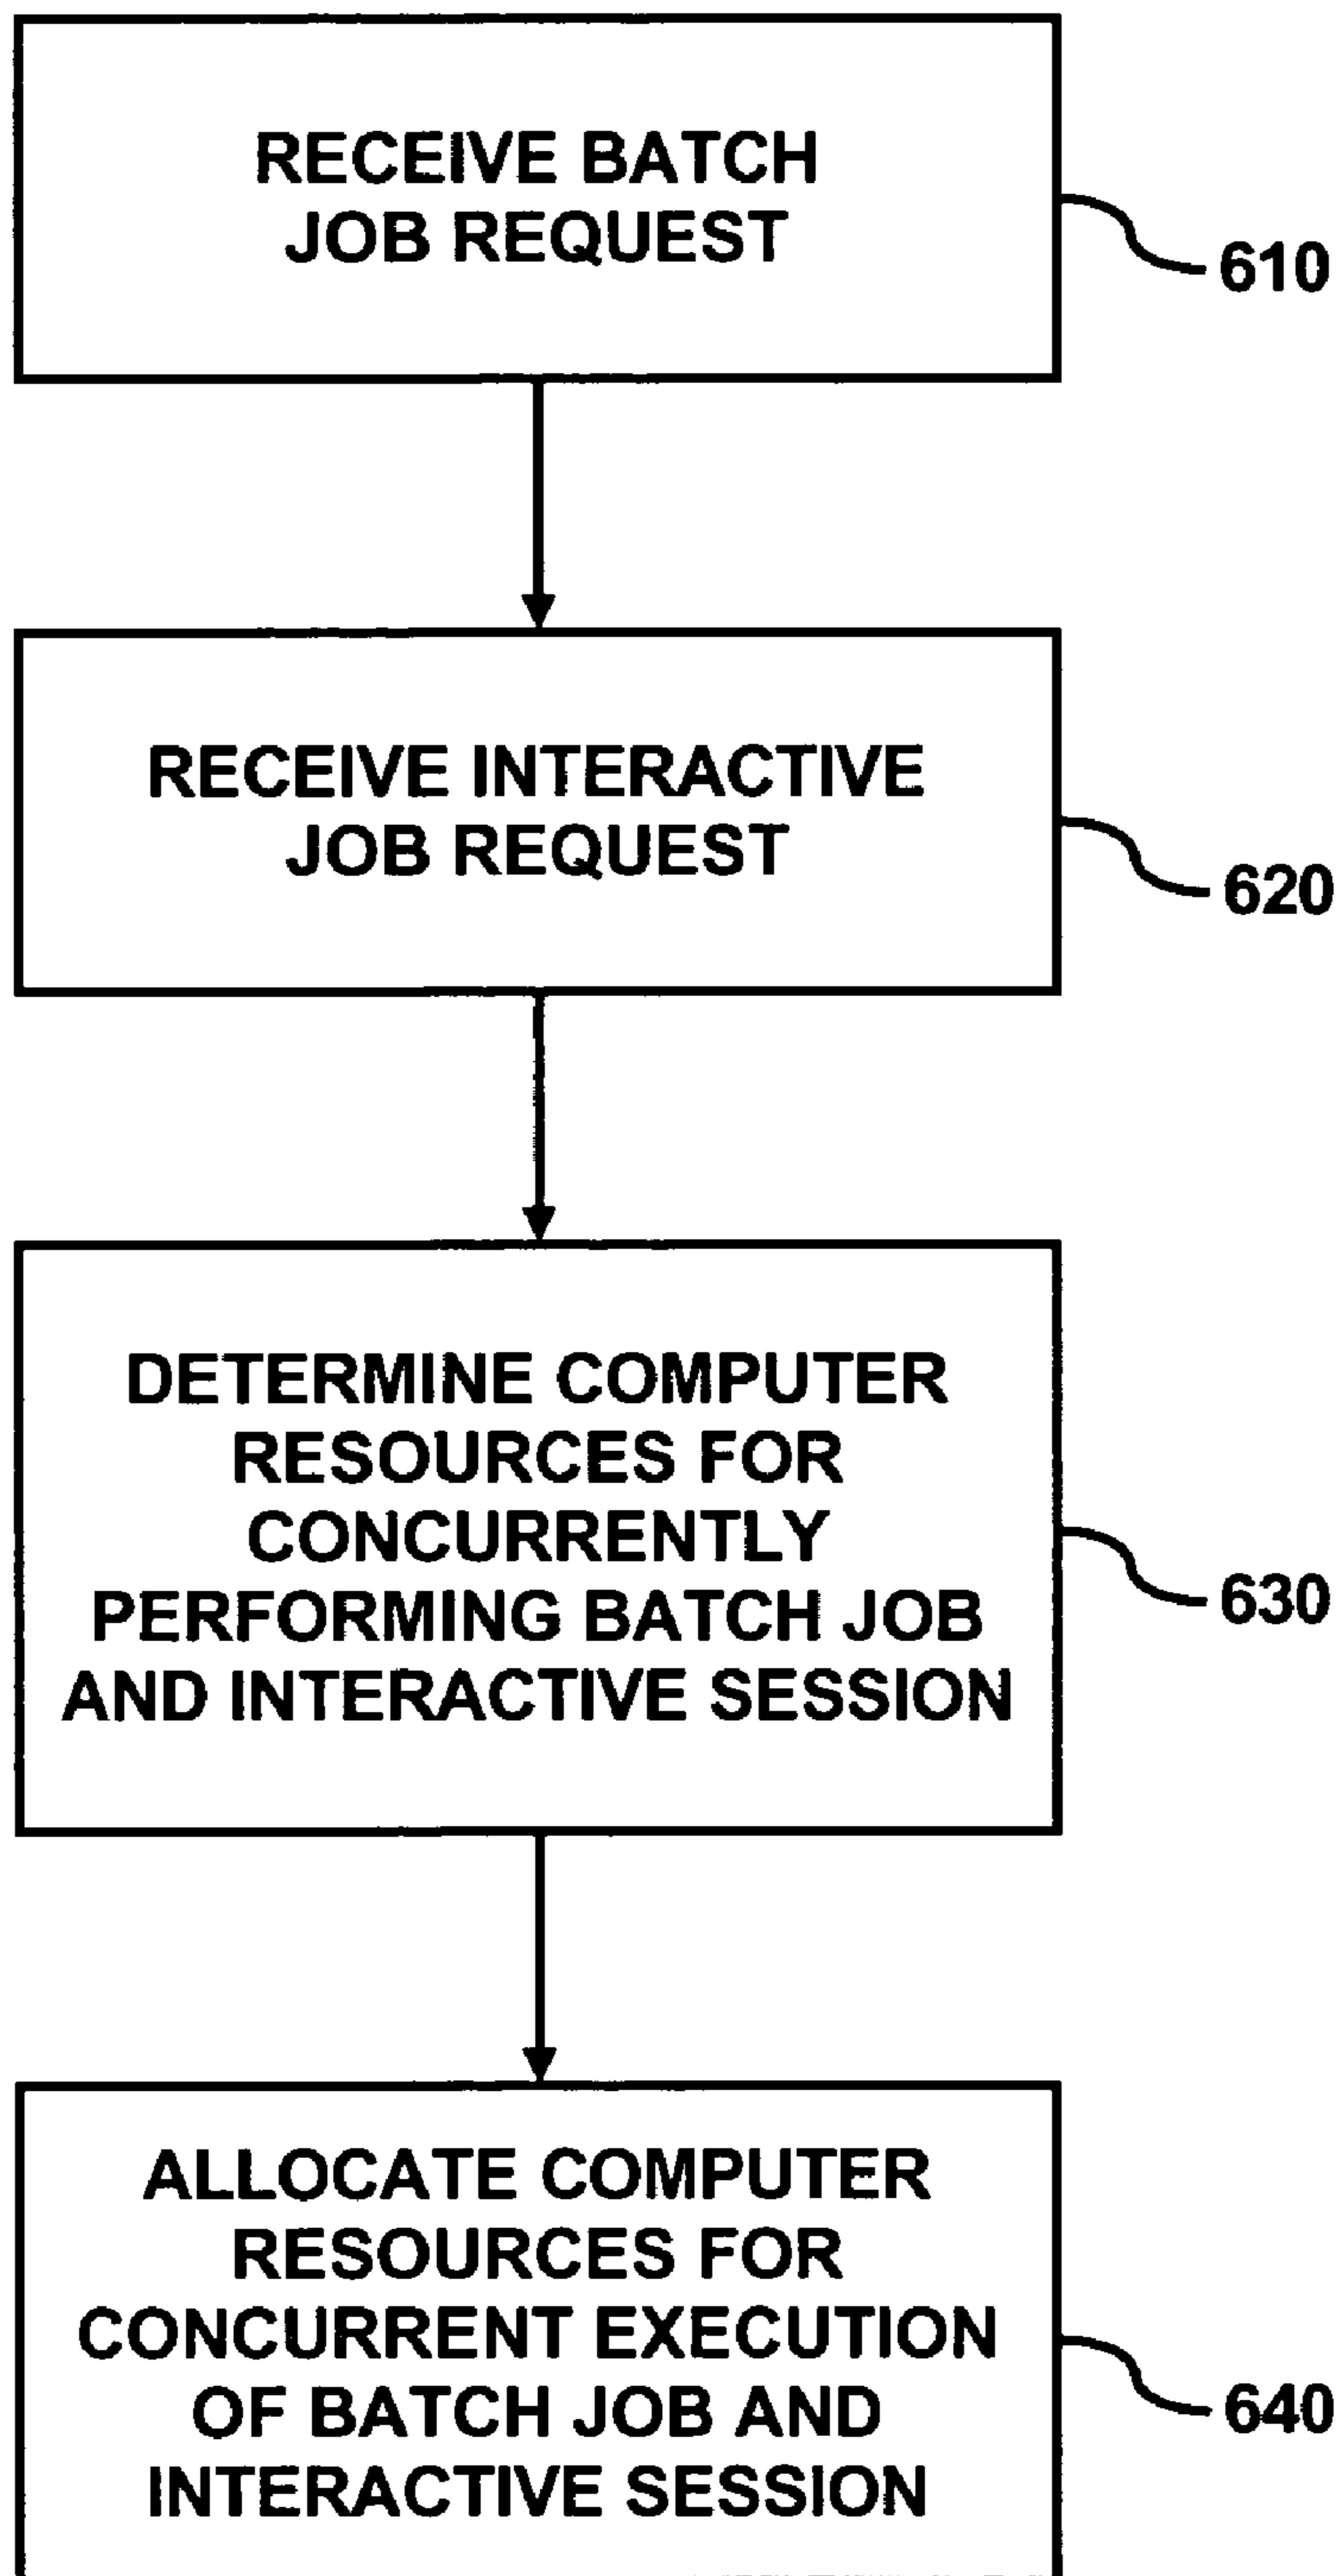 RECEIVE BATCH
JOB REQUEST
610
RECEIVE INTERACTIVE
JOB REQUEST
620
DETERMINE COMPUTER
RESOURCES FOR
CONCURRENTLY
PERFORMING BATCH JOB
AND INTERACTIVE SESSION
630
ALLOCATE COMPUTER
RESOURCES FOR
CONCURRENT EXECUTION
OF BATCH JOB AND
INTERACTIVE SESSION
640